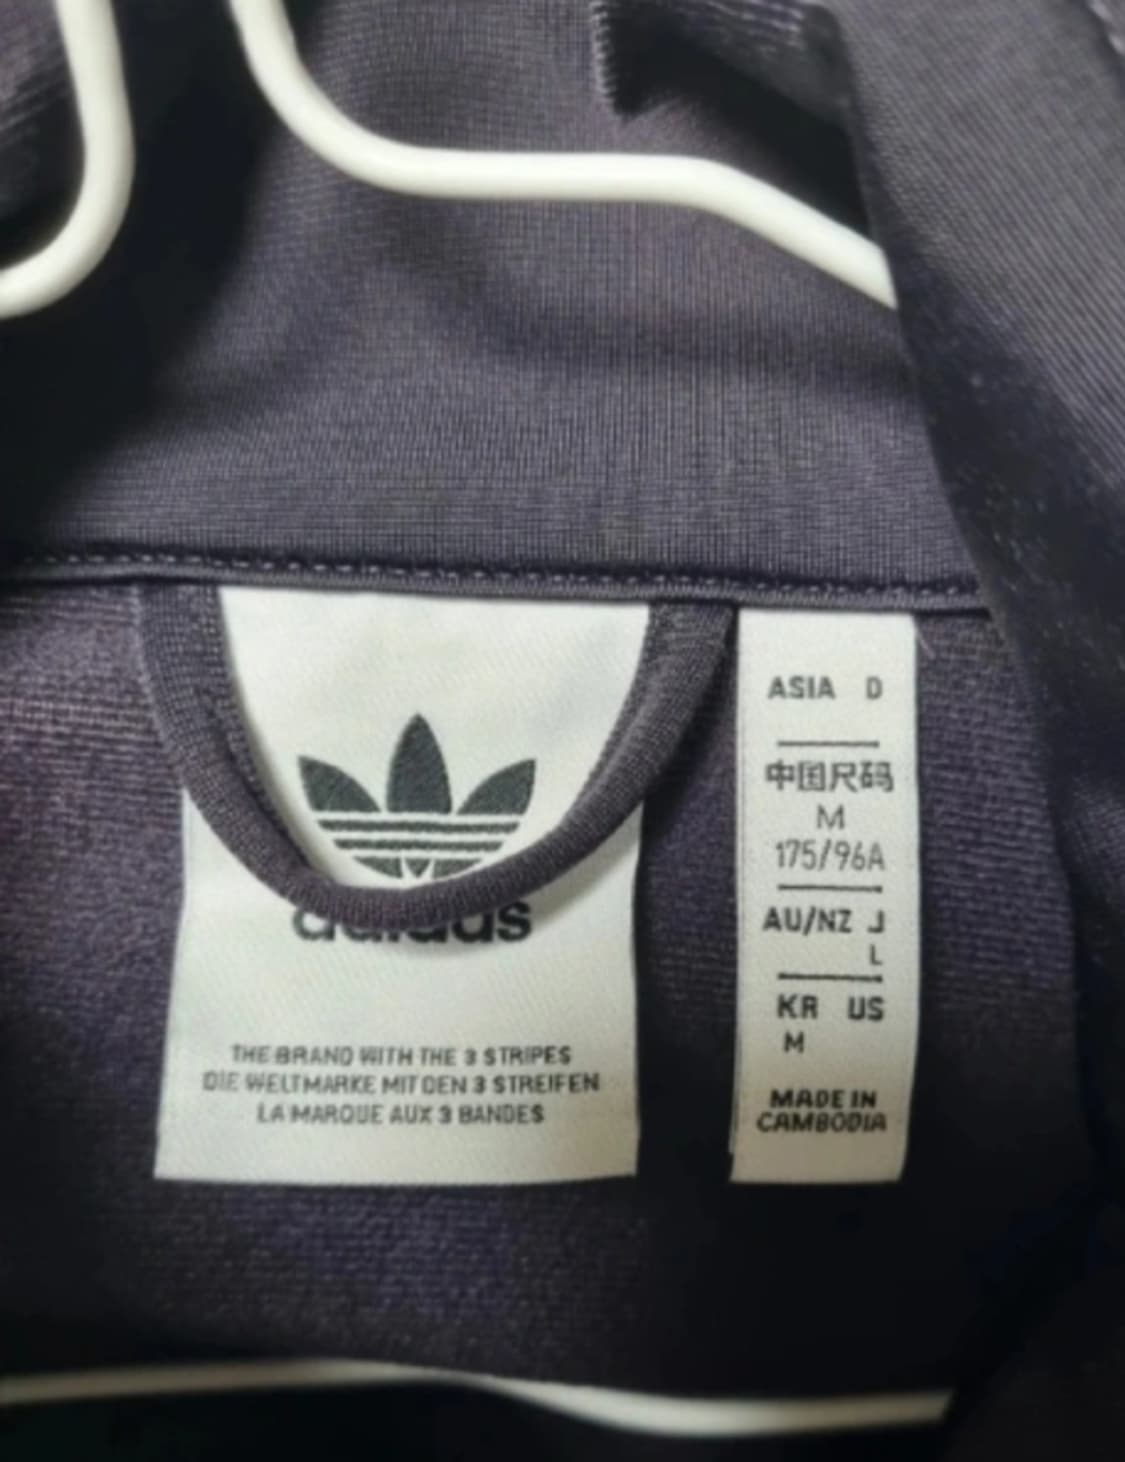 adidas
THE BRAND WITH THE 3 STRIPES
DIE WELTMARKE MIT DEN 3 STREIFEN
LA MARQUE AUX 3 BANDES
ASIA D
中国尺码
M
175/96A
AU/NZ J
L
KR US
M
MADE IN
CAMBODIA